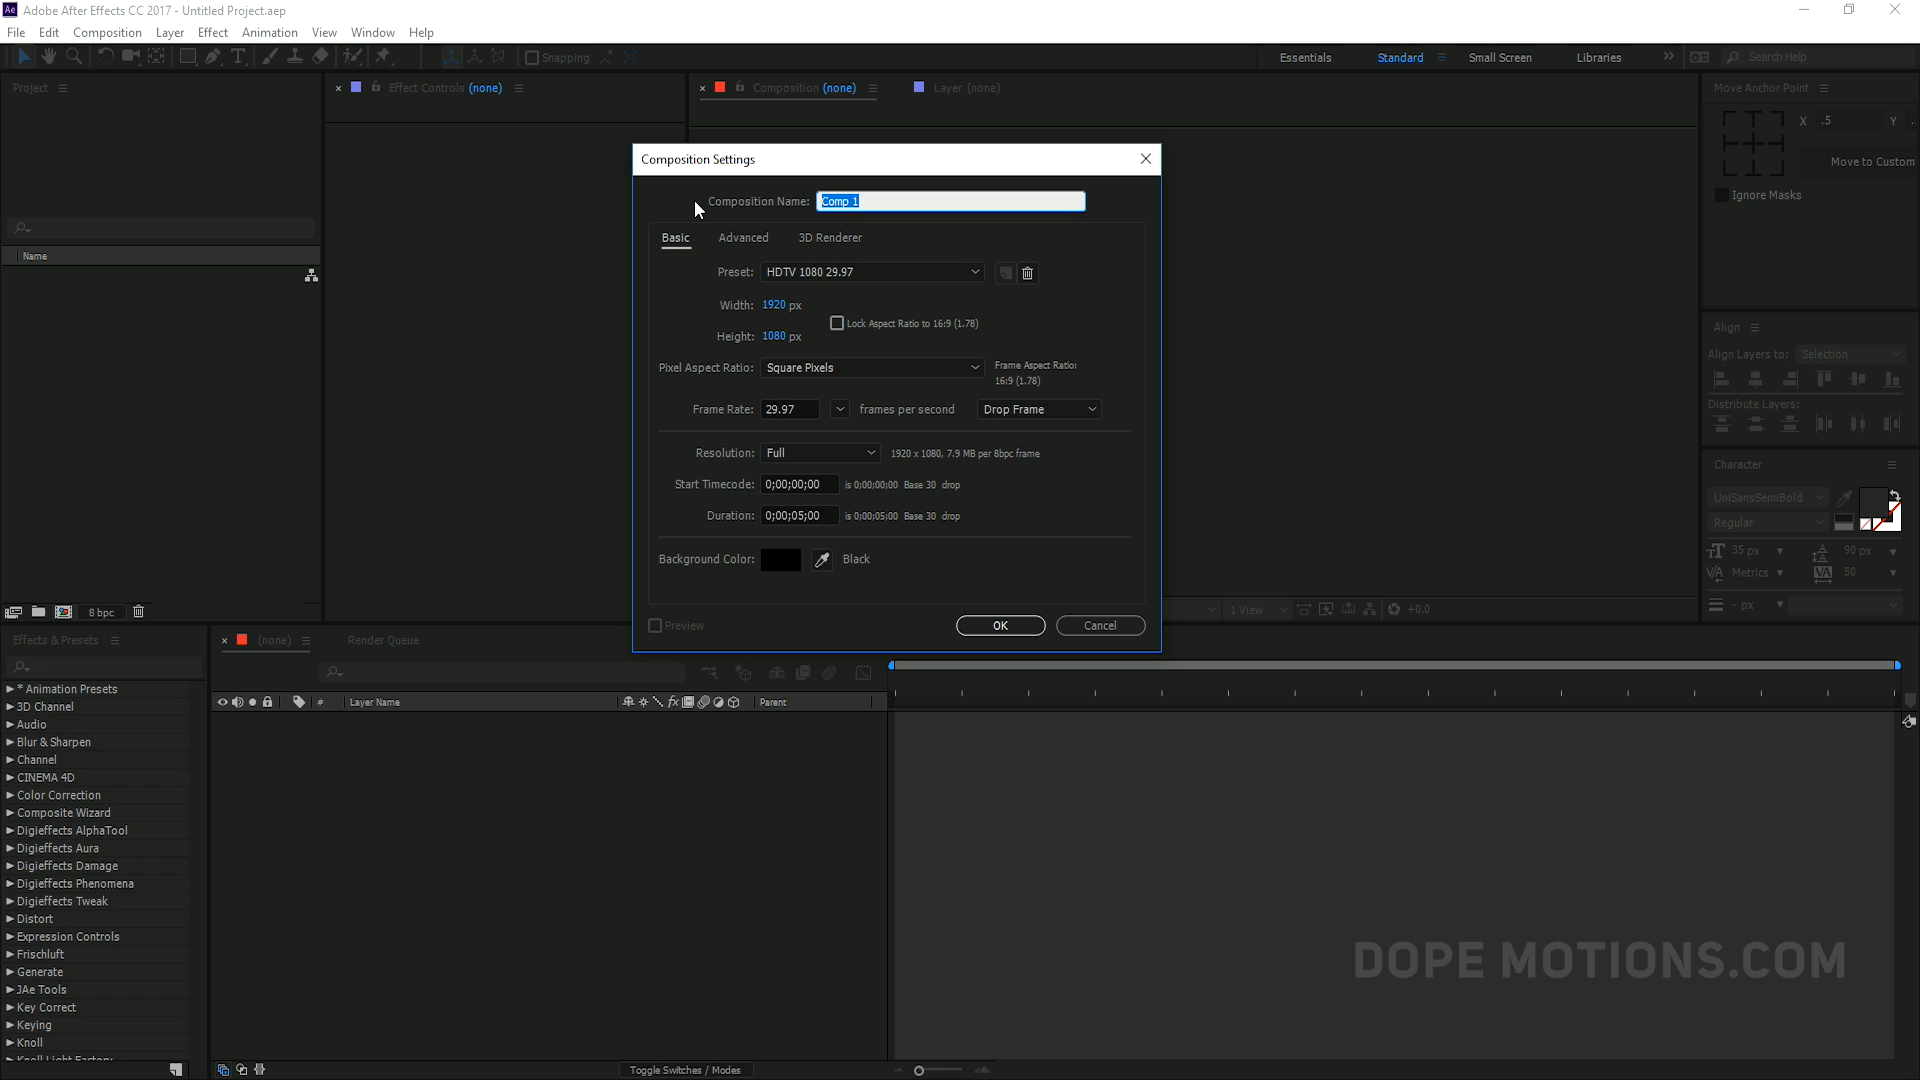 Adobe After Effects CC 2017 - Untitled Project.aep
File Edit Composition Layer Effect Animation View Window Help
Snapping Essentials Standard Small Screen Libraries Search Help
Project Effect Controls (none) Composition (none) Layer (none) Move Anchor Point
X .5 Y .
Move to Custom
Ignore Masks
Name
Composition Settings
Composition Name: Comp 1
Basic Advanced 3D Renderer
Preset: HDTV 1080 29.97
Width: 1920 px
Lock Aspect Ratio to 16:9 (1.78)
Height: 1080 px
Pixel Aspect Ratio: Square Pixels Frame Aspect Ratio:
16:9 (1.78)
Frame Rate: 29.97 frames per second Drop Frame
Resolution: Full 1920 x 1080, 7.9 MB per 8bpc frame
Start Timecode: 0;00;00;00 is 0;00;00;00 Base 30 drop
Duration: 0;00;05;00 is 0;00;05;00 Base 30 drop
Background Color: Black
Preview OK Cancel
Align
Align Layers to: Selection
Distribute Layers:
Character
UniSansSemiBold
Regular
35 px 90 px
Metrics 50
- px
8 bpc
1 View +0.0
Effects & Presets
(none) Render Queue
# Layer Name Parent
* Animation Presets
3D Channel
Audio
Blur & Sharpen
Channel
CINEMA 4D
Color Correction
Composite Wizard
Digieffects AlphaTool
Digieffects Aura
Digieffects Damage
Digieffects Phenomena
Digieffects Tweak
Distort
Expression Controls
Frischluft
Generate
JAe Tools
Key Correct
Keying
Knoll
Knoll Light Factory
Toggle Switches / Modes
DOPE MOTIONS.COM